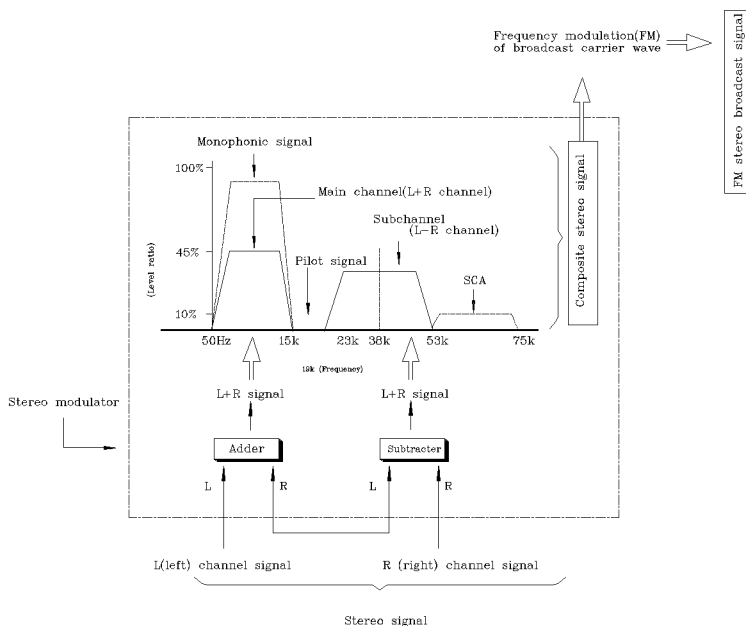 Frequency modulation(FM)
of broadcast carrier wave
FM stereo broadcast signal
Monophonic signal
100%
Main channel(L+R channel)
Subchannel
(L-R channel)
Composite stereo signal
45%
(Level ratio)
Pilot signal
SCA
10%
50Hz
15k
23k
38k
53k
75k
19k (Frequency)
L+R signal
L+R signal
Stereo modulator
Adder
Subtracter
L
R
L
R
L(left) channel signal
R (right) channel signal
Stereo signal